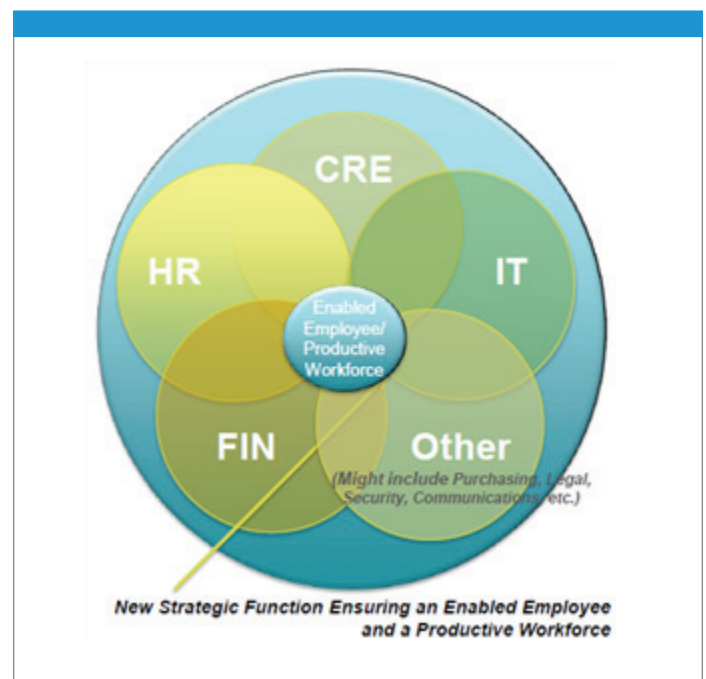 CRE
HR
IT
Enabled
Employee/
Productive
Workforce
FIN
Other
(Might include Purchasing, Legal,
Security, Communications, etc.)
New Strategic Function Ensuring an Enabled Employee
and a Productive Workforce